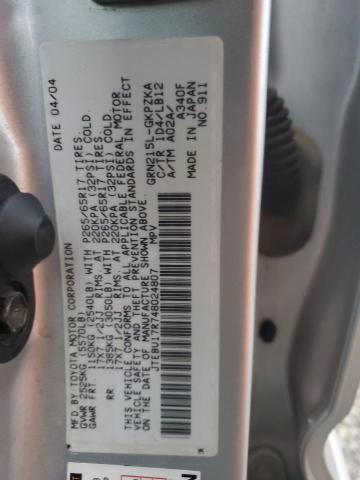 MFD BY TOYOTA MOTOR CORPORATION DATE 04/04
GVWR 2525KG (5570LB)
GAWR FRT 1150KG (2540LB) WITH P265/65R17 TIRES.
17X7 1/2JJ RIMS AT 220KPA (32PSI) COLD.
RR 1385KG (3050LB) WITH P265/65R17 TIRES.
17X7 1/2JJ RIMS AT 220KPA (32PSI) COLD.
THIS VEHICLE CONFORMS TO ALL APPLICABLE FEDERAL MOTOR
VEHICLE SAFETY AND THEFT PREVENTION STANDARDS IN EFFECT
ON THE DATE OF MANUFACTURE SHOWN ABOVE.
JTEBU17R748024807 GRN215L-GKPZKA
MPV C/TR 1D4/LB12
A/TM A02A/ A340F
MADE IN JAPAN
NO.911